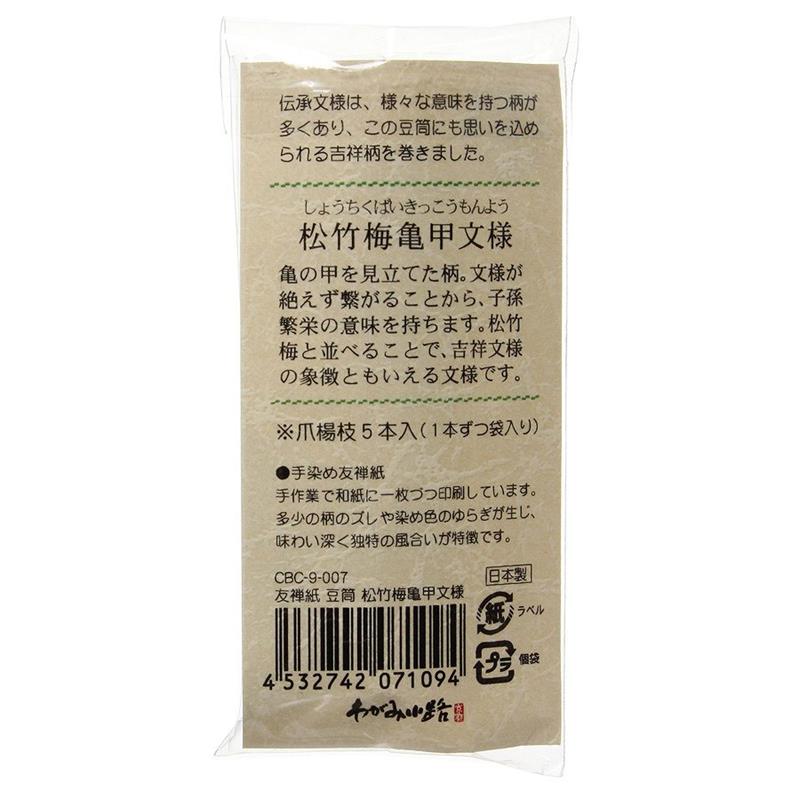 伝承文様は、様々な意味を持つ柄が
多くあり、この豆筒にも思いを込め
られる吉祥柄を巻きました。
しょうちくばいきっこうもんよう
松竹梅亀甲文様
亀の甲を見立てた柄。文様が
絶えず繋がることから、子孫
繁栄の意味を持ちます。松竹
梅と並べることで、吉祥文様
の象徴ともいえる文様です。
※爪楊枝5本入(1本ずつ袋入り)
●手染め友禅紙
手作業で和紙に一枚づつ印刷しています。
多少の柄のズレや染め色のゆらぎが生じ、
味わい深く独特の風合いが特徴です。
CBC-9-007
日本製
友禅紙 豆筒 松竹梅亀甲文様
紙 ラベル
プラ 個袋
4 532742 071094
わがみ小路